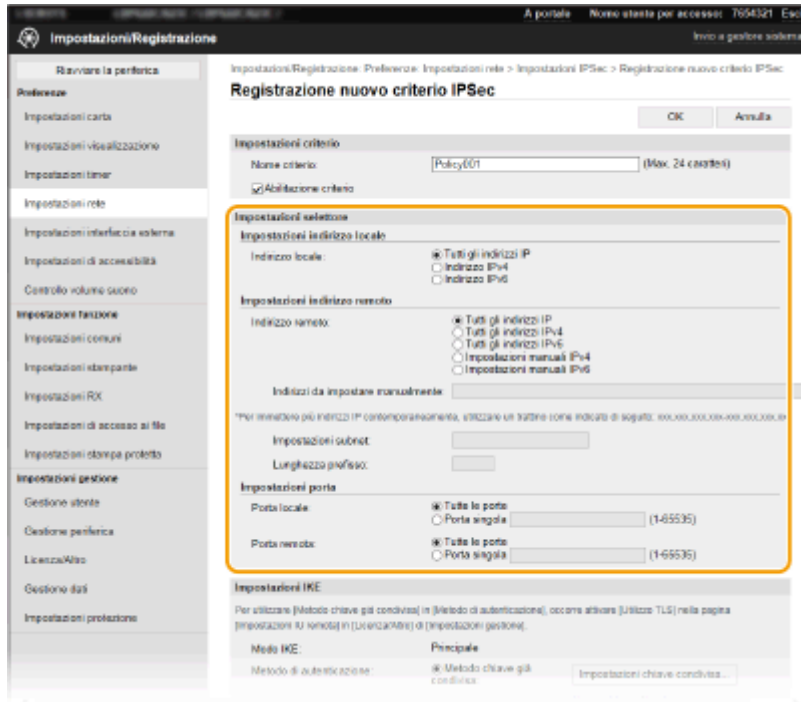 A portale Nome utente per accesso: 7654321 Esc
Impostazioni/Registrazione
Invio a gestore sistema
Riavviare la periferica
Preferenze
Impostazioni carta
Impostazioni visualizzazione
Impostazioni timer
Impostazioni rete
Impostazioni interfaccia esterna
Impostazioni di accessibilità
Controllo volume suono
Impostazioni funzione
Impostazioni comuni
Impostazioni stampante
Impostazioni RX
Impostazioni di accesso ai file
Impostazioni stampa protetta
Impostazioni gestione
Gestione utente
Gestione periferica
Licenza/Altro
Gestione dati
Impostazioni protezione
Impostazioni/Registrazione: Preferenze: Impostazioni rete > Impostazioni IPSec > Registrazione nuovo criterio IPSec
Registrazione nuovo criterio IPSec
OK Annulla
Impostazioni criterio
Nome criterio: Policy001 (Max. 24 caratteri)
Abilitazione criterio
Impostazioni selettore
Impostazioni indirizzo locale
Indirizzo locale: Tutti gli indirizzi IP
Indirizzo IPv4
Indirizzo IPv6
Impostazioni indirizzo remoto
Indirizzo remoto: Tutti gli indirizzi IP
Tutti gli indirizzi IPv4
Tutti gli indirizzi IPv6
Impostazioni manuali IPv4
Impostazioni manuali IPv6
Indirizzi da impostare manualmente:
*Per immettere più indirizzi IP contemporaneamente, utilizzare un trattino come indicato di seguito: xxx.xxx.xxx.xxx-xxx.xxx.xxx.xx
Impostazioni subnet:
Lunghezza prefisso:
Impostazioni porta
Porta locale: Tutte le porte
Porta singola (1-65535)
Porta remota: Tutte le porte
Porta singola (1-65535)
Impostazioni IKE
Per utilizzare [Metodo chiave già condivisa] in [Metodo di autenticazione], occorre attivare [Utilizzo TLS] nella pagina
[Impostazioni IU remota] in [Licenza/Altro] di [Impostazioni gestione].
Modo IKE: Principale
Metodo di autenticazione: Metodo chiave già
condivisa: Impostazioni chiave condivisa...